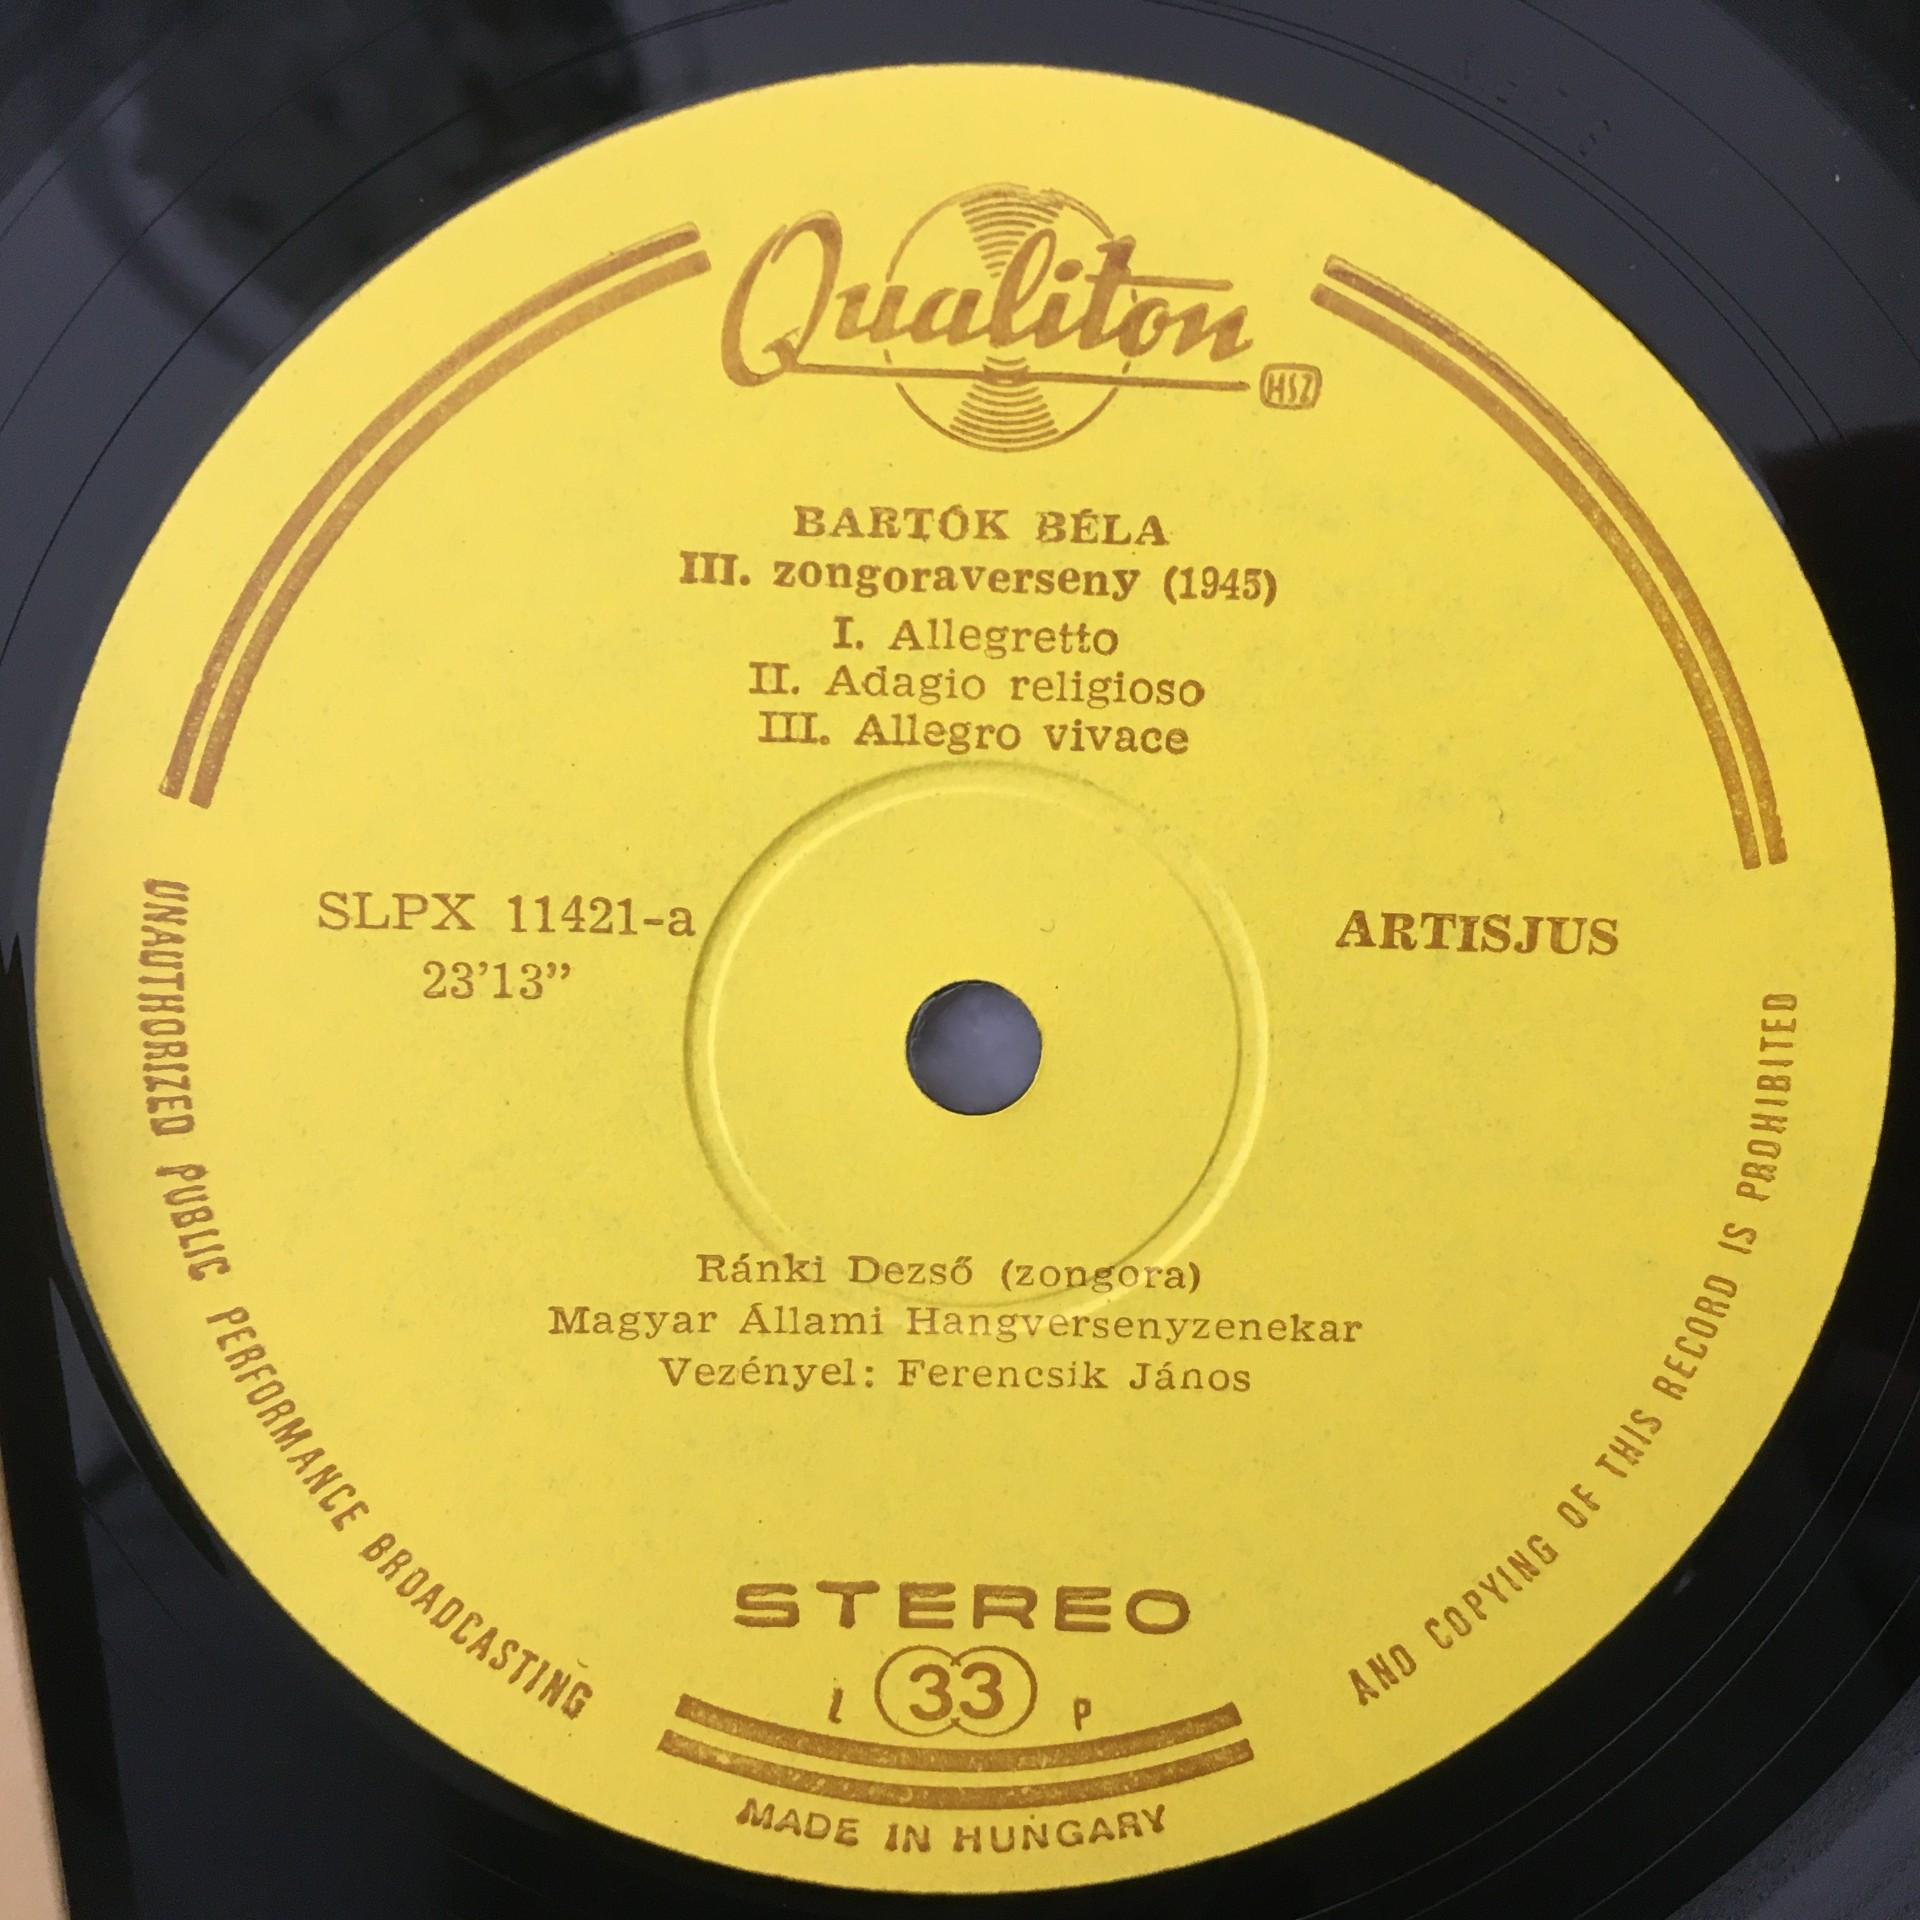 Qualiton
HSZ
BARTÓK BÉLA
III. zongoraverseny (1945)
I. Allegretto
II. Adagio religioso
III. Allegro vivace
SLPX 11421-a
23’13”
ARTISJUS
Ránki Dezső (zongora)
Magyar Állami Hangversenyzenekar
Vezényel: Ferencsik János
STEREO
l 33 p
MADE IN HUNGARY
UNAUTHORIZED PUBLIC PERFORMANCE BROADCASTING
AND COPYING OF THIS RECORD IS PROHIBITED